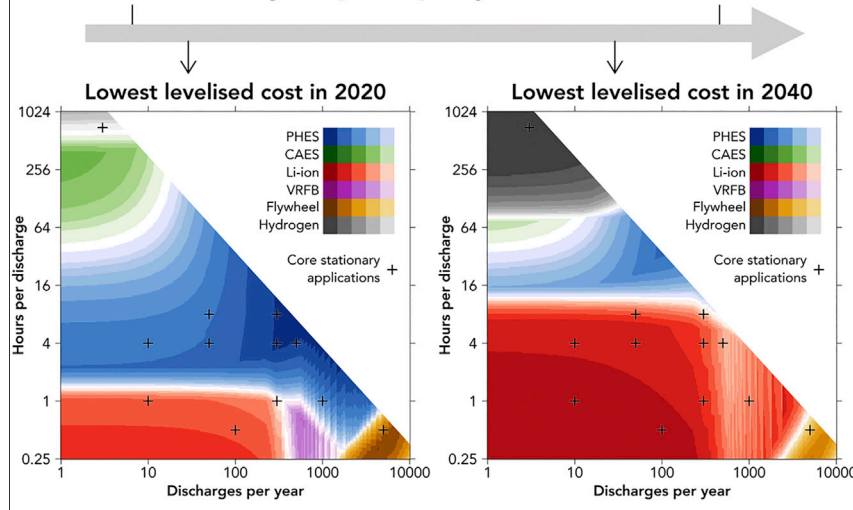 Lowest levelised cost in 2020
1024
256
64
16
4
1
0.25
Hours per discharge
PHES
CAES
Li-ion
VRFB
Flywheel
Hydrogen
Core stationary
applications +
1 10 100 1000 10000
Discharges per year
Lowest levelised cost in 2040
1024
256
64
16
4
1
0.25
Hours per discharge
PHES
CAES
Li-ion
VRFB
Flywheel
Hydrogen
Core stationary
applications +
1 10 100 1000 10000
Discharges per year